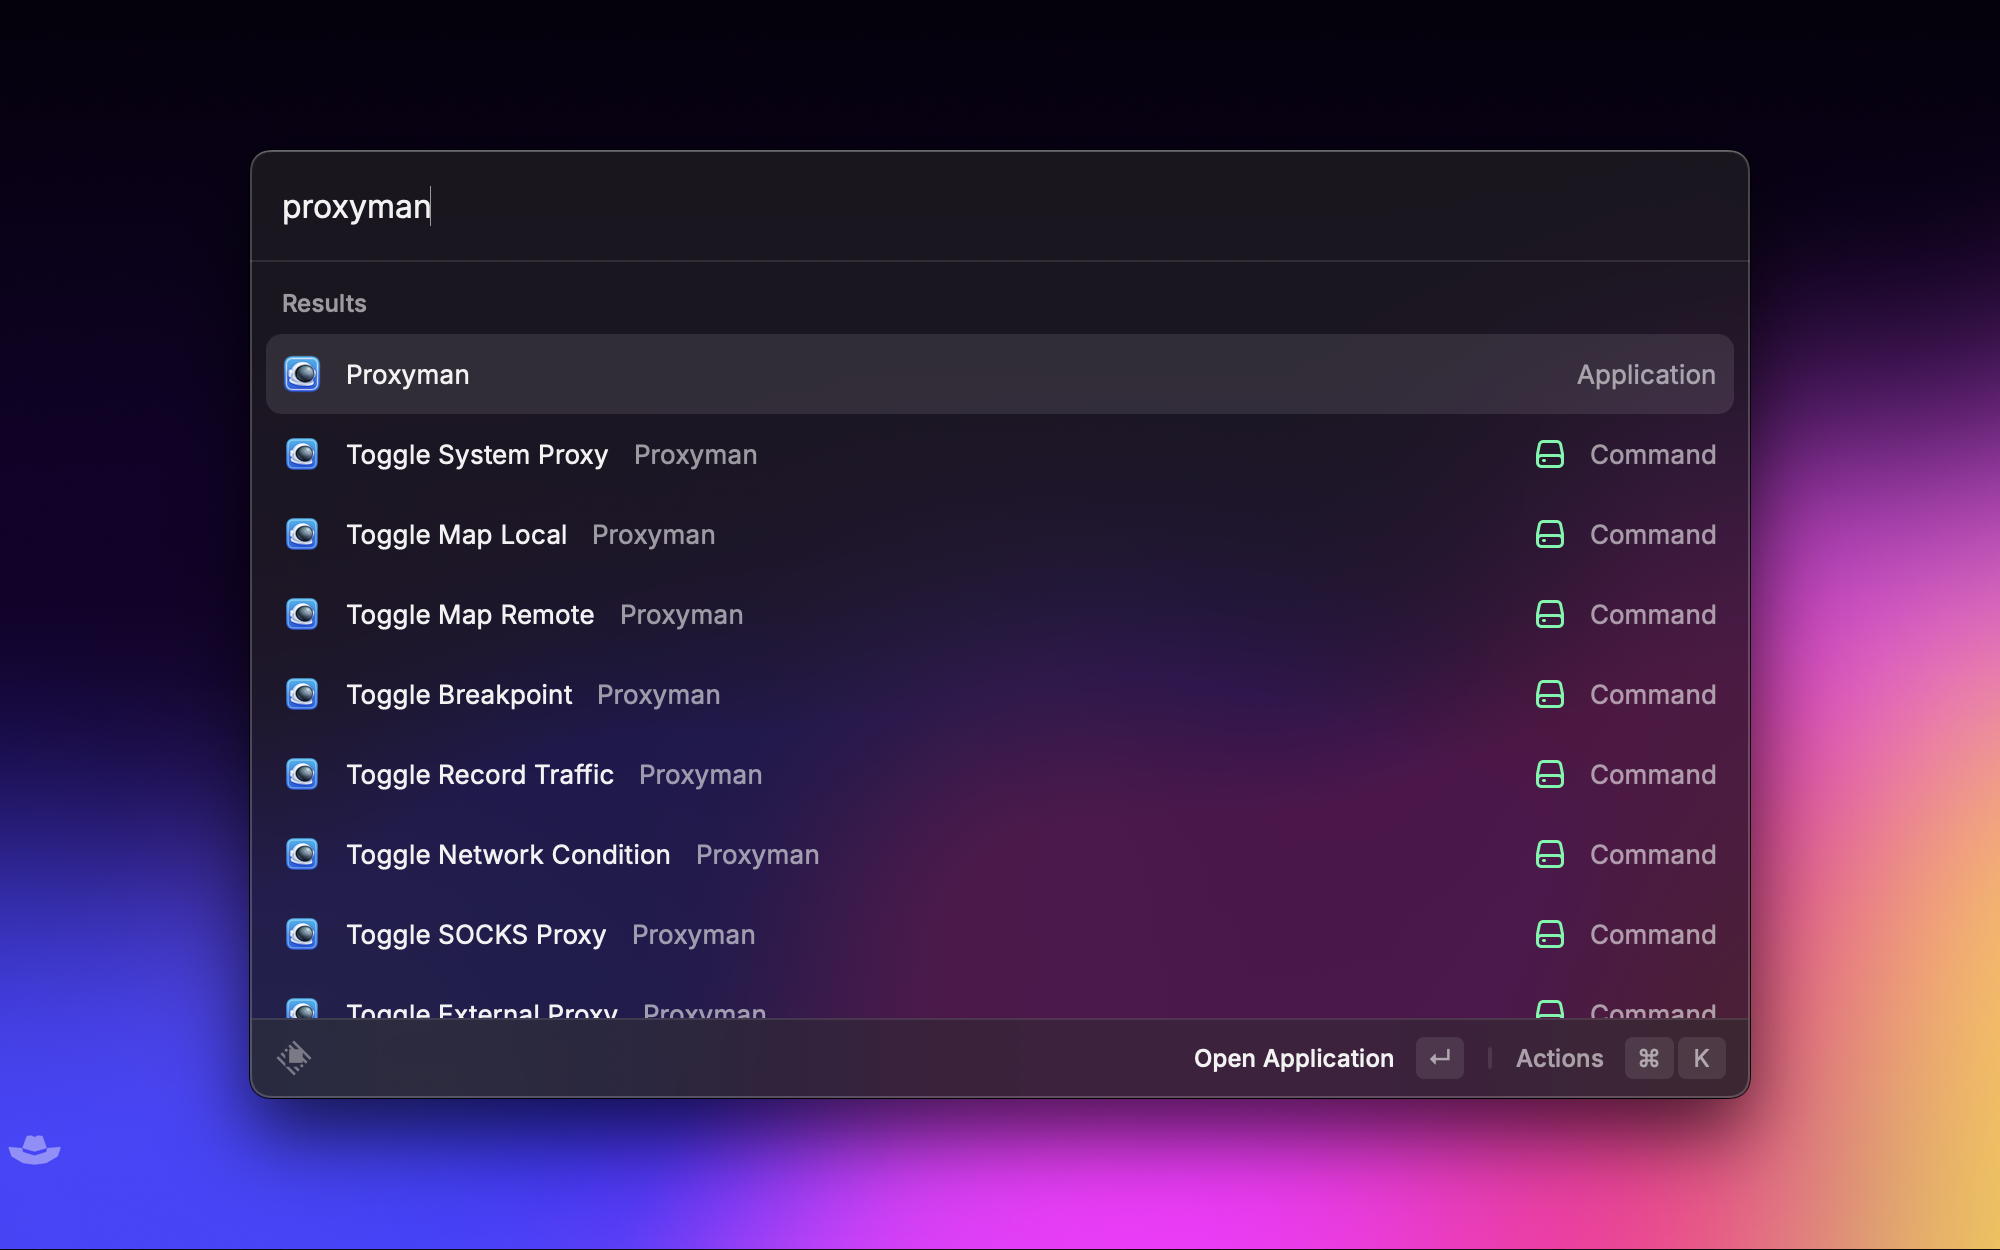 proxyman
Results
Proxyman Application
Toggle System Proxy Proxyman Command
Toggle Map Local Proxyman Command
Toggle Map Remote Proxyman Command
Toggle Breakpoint Proxyman Command
Toggle Record Traffic Proxyman Command
Toggle Network Condition Proxyman Command
Toggle SOCKS Proxy Proxyman Command
Toggle External Proxy Proxyman Command
Open Application ↵ Actions ⌘ K